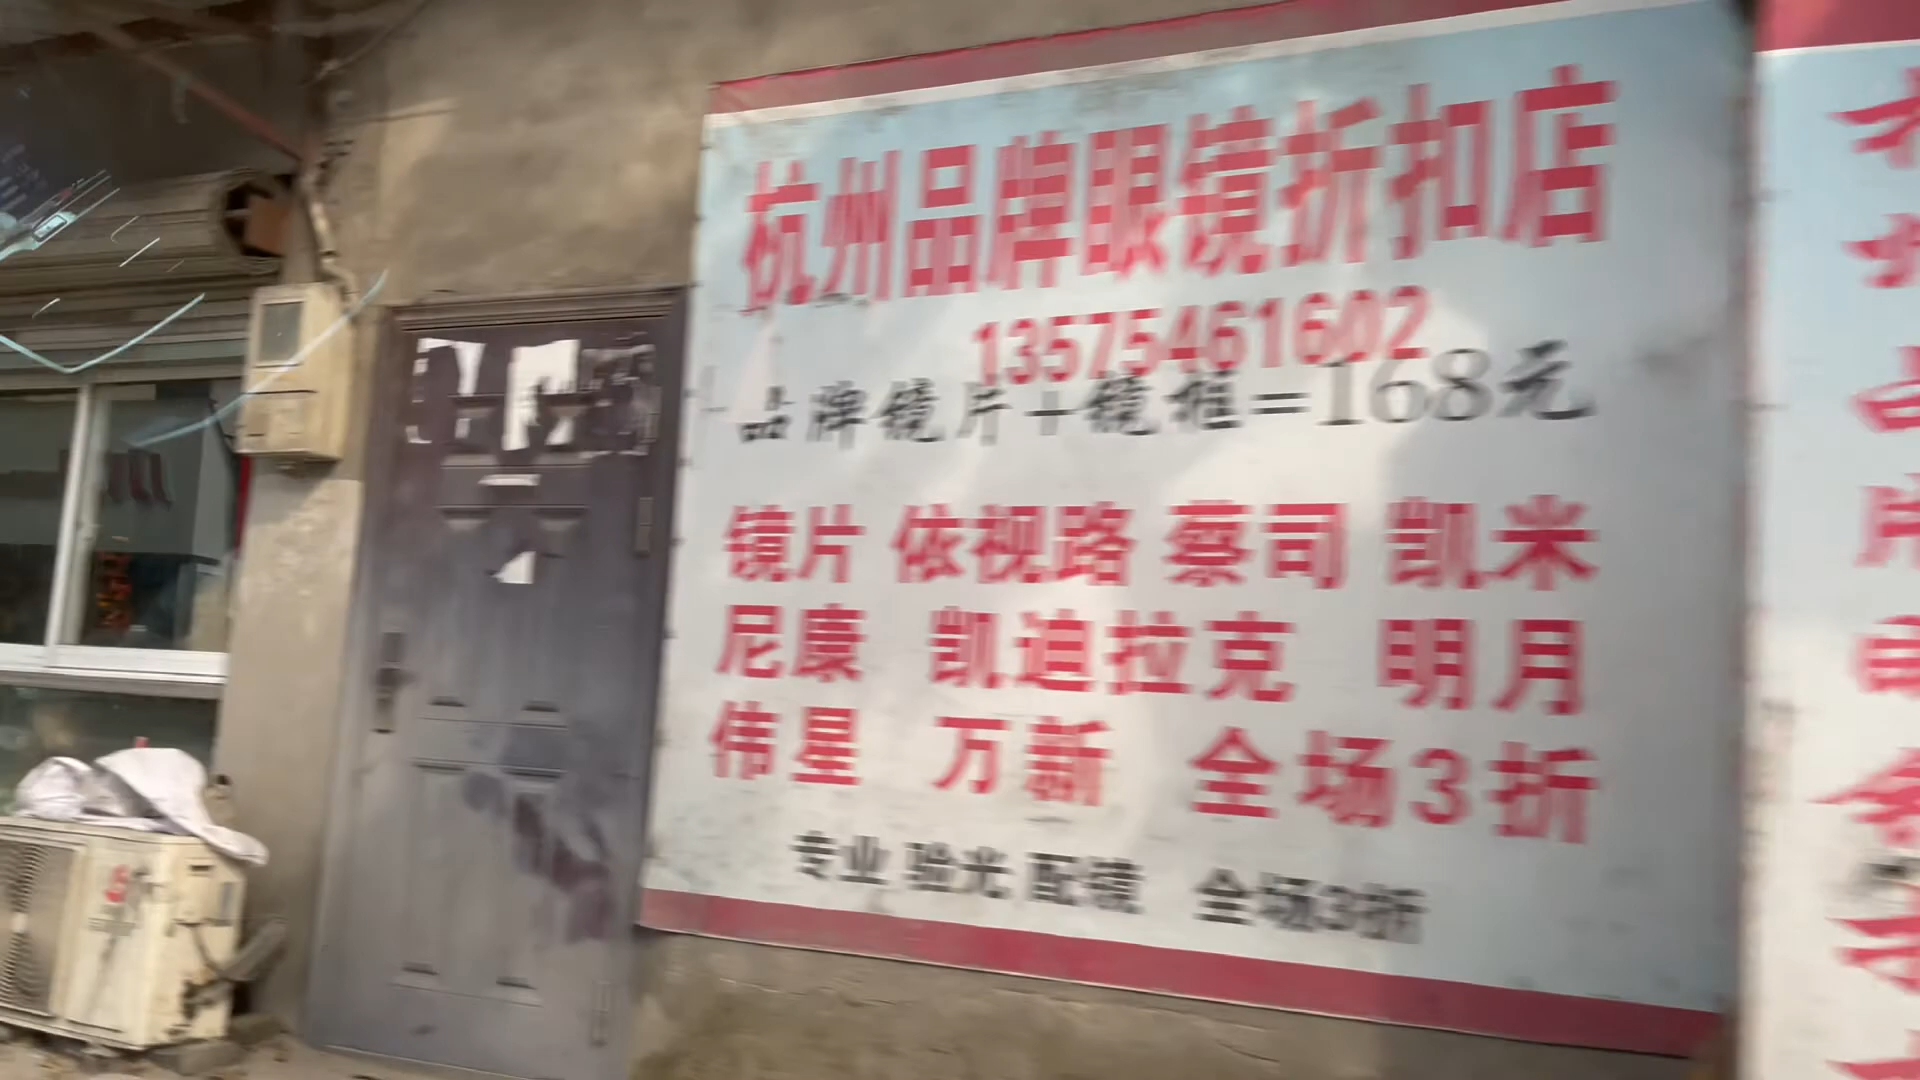 杭州品牌眼镜折扣店
13575461602
品牌镜片+镜框=168元
镜片 依视路 蔡司 凯米
尼康 凯迪拉克 明月
伟星 万新 全场3折
专业 验光 配镜 全场3折